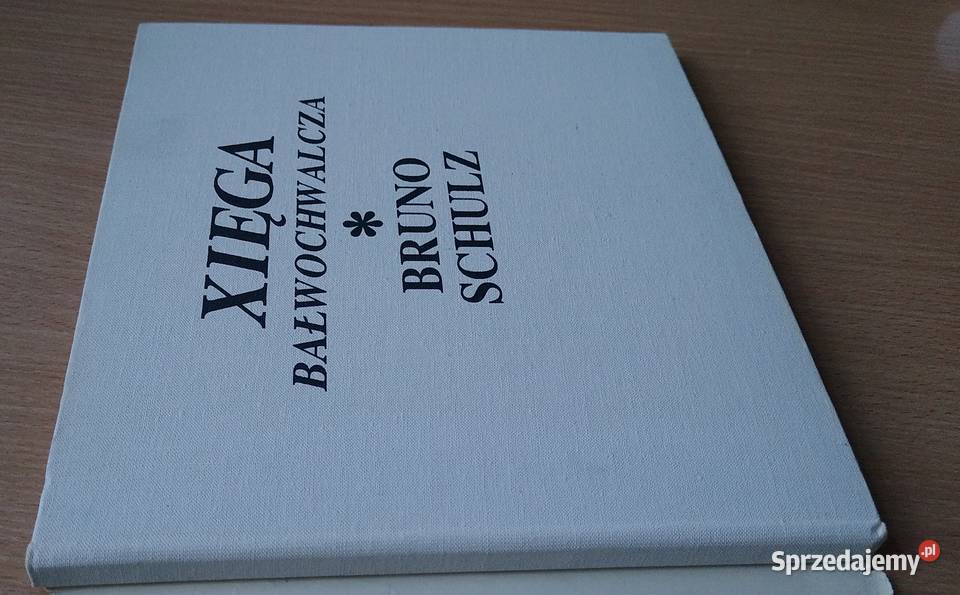 XIĘGA
BAŁWOCHWALCZA
*
BRUNO
SCHULZ
Sprzedajemy.pl